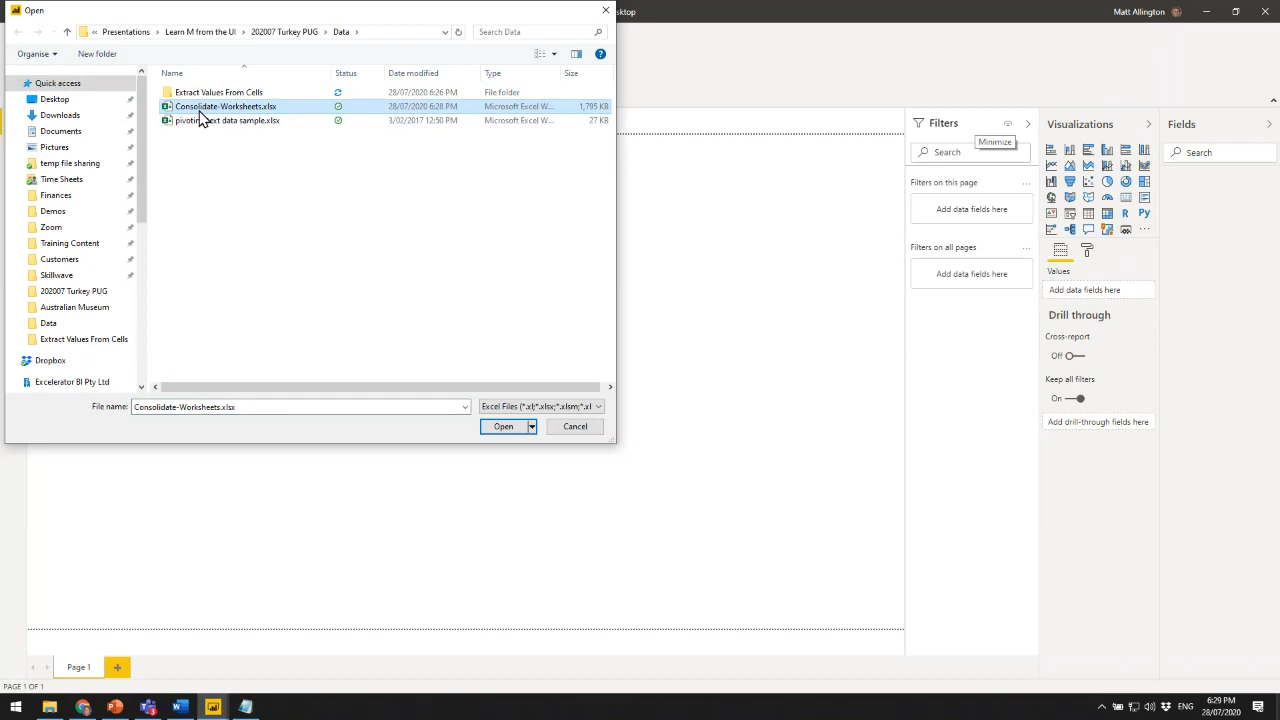 Open
sktop
Matt Allington
« Presentations > Learn M from the UI > 202007 Turkey PUG > Data >
Search Data
Organise
New folder
Name
Status
Date modified
Type
Size
Quick access
Desktop
Downloads
Documents
Pictures
temp file sharing
Time Sheets
Finances
Demos
Zoom
Training Content
Customers
Skillwave
202007 Turkey PUG
Australian Museum
Data
Extract Values From Cells
Dropbox
Excelerator BI Pty Ltd
Extract Values From Cells 28/07/2020 6:26 PM File folder
Consolidate-Worksheets.xlsx 28/07/2020 6:28 PM Microsoft Excel W... 1,795 KB
pivoting text data sample.xlsx 3/02/2017 12:50 PM Microsoft Excel W... 27 KB
File name: Consolidate-Worksheets.xlsx
Excel Files (*.xl;*.xlsx;*.xlsm;*.xl
Open
Cancel
Filters
Minimize
Search
Filters on this page
...
Add data fields here
Filters on all pages
...
Add data fields here
Visualizations
R
Py
...
Values
Add data fields here
Drill through
Cross-report
Off
Keep all filters
On
Add drill-through fields here
Fields
Search
Page 1
+
PAGE 1 OF 1
ENG
6:29 PM
28/07/2020